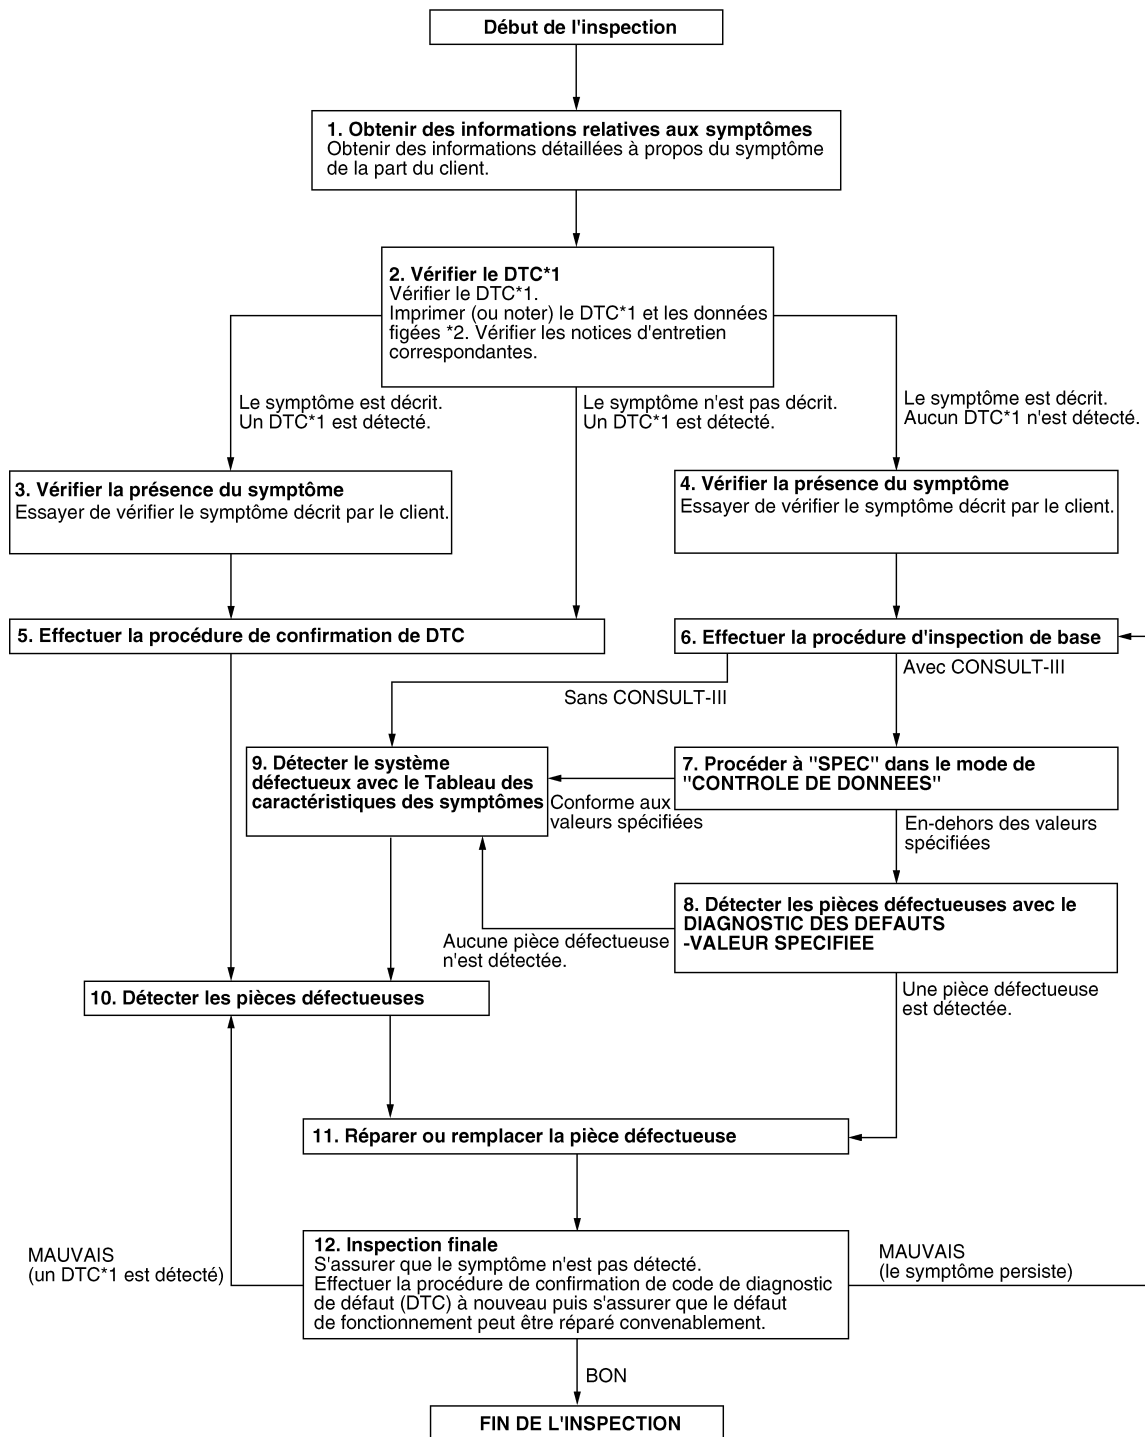 Début de l'inspection
1. Obtenir des informations relatives aux symptômes
Obtenir des informations détaillées à propos du symptôme
de la part du client.
2. Vérifier le DTC*1
Vérifier le DTC*1.
Imprimer (ou noter) le DTC*1 et les données
figées *2. Vérifier les notices d'entretien
correspondantes.
Le symptôme est décrit.
Un DTC*1 est détecté.
Le symptôme n'est pas décrit.
Un DTC*1 est détecté.
Le symptôme est décrit.
Aucun DTC*1 n'est détecté.
3. Vérifier la présence du symptôme
Essayer de vérifier le symptôme décrit par le client.
4. Vérifier la présence du symptôme
Essayer de vérifier le symptôme décrit par le client.
5. Effectuer la procédure de confirmation de DTC
6. Effectuer la procédure d'inspection de base
Sans CONSULT-III
Avec CONSULT-III
9. Détecter le système
défectueux avec le Tableau des
caractéristiques des symptômes
7. Procéder à "SPEC" dans le mode de
"CONTROLE DE DONNEES"
Conforme aux
valeurs spécifiées
En-dehors des valeurs
spécifiées
8. Détecter les pièces défectueuses avec le
DIAGNOSTIC DES DEFAUTS
-VALEUR SPECIFIEE
Aucune pièce défectueuse
n'est détectée.
Une pièce défectueuse
est détectée.
10. Détecter les pièces défectueuses
11. Réparer ou remplacer la pièce défectueuse
12. Inspection finale
S'assurer que le symptôme n'est pas détecté.
Effectuer la procédure de confirmation de code de diagnostic
de défaut (DTC) à nouveau puis s'assurer que le défaut
de fonctionnement peut être réparé convenablement.
MAUVAIS
(un DTC*1 est détecté)
MAUVAIS
(le symptôme persiste)
BON
FIN DE L'INSPECTION